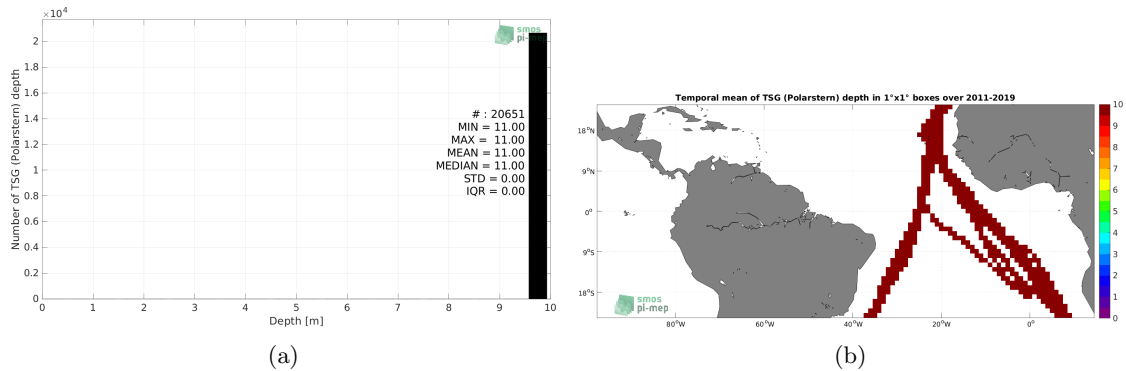 ×10⁴
2
1.8
1.6
1.4
1.2
1
0.8
0.6
0.4
0.2
0
Number of TSG (Polarstern) depth
smos
pi-mep
# : 20651
MIN = 11.00
MAX = 11.00
MEAN = 11.00
MEDIAN = 11.00
STD = 0.00
IQR = 0.00
0 1 2 3 4 5 6 7 8 9 10
Depth [m]
(a)
Temporal mean of TSG (Polarstern) depth in 1°x1° boxes over 2011-2019
18°N
9°N
0°
9°S
18°S
smos
pi-mep
80°W 60°W 40°W 20°W 0°
10
9
8
7
6
5
4
3
2
1
0
(b)